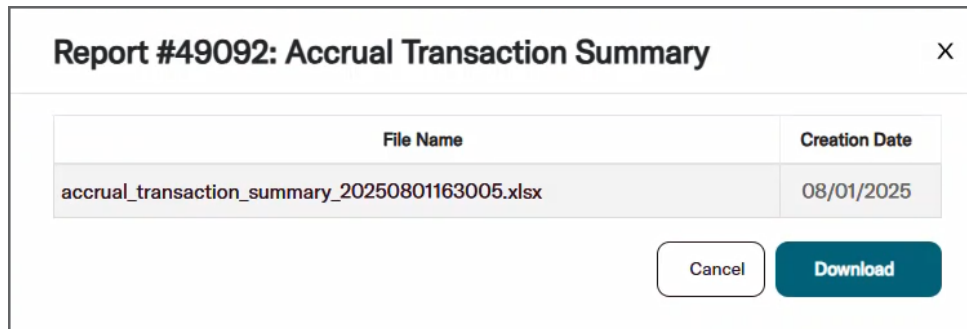 Report #49092: Accrual Transaction Summary
File Name Creation Date
accrual_transaction_summary_20250801163005.xlsx 08/01/2025
Cancel Download